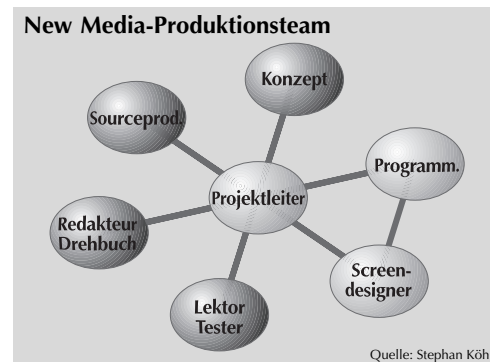 New Media-Produktionsteam
Konzept
Sourceprod.
Programm.
Projektleiter
Redakteur
Drehbuch
Screen-
designer
Lektor
Tester
Quelle: Stephan Köh